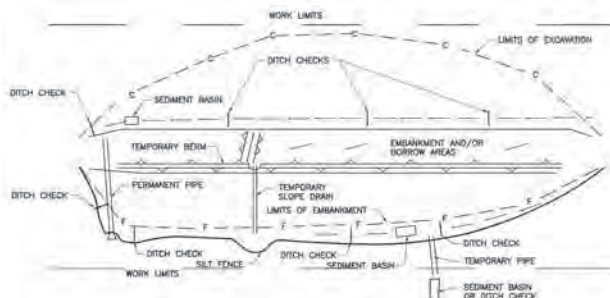 WORK LIMITS
C
C
C
C
C
C
LIMITS OF EXCAVATION
DITCH CHECKS
DITCH CHECK
SEDIMENT BASIN
TEMPORARY BERM
EMBANKMENT AND/OR
BORROW AREAS
DITCH CHECK
PERMANENT PIPE
TEMPORARY
SLOPE DRAIN
LIMITS OF EMBANKMENT
F
F
F
F
F
F
F
DITCH CHECK
SILT FENCE
DITCH CHECK
SEDIMENT BASIN
DITCH CHECK
TEMPORARY PIPE
WORK LIMITS
SEDIMENT BASIN
OR DITCH CHECK